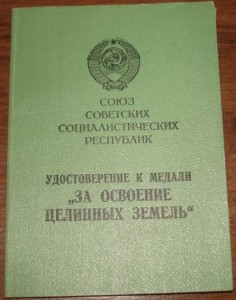 СОЮЗ
СОВЕТСКИХ
СОЦИАЛИСТИЧЕСКИХ
РЕСПУБЛИК
УДОСТОВЕРЕНИЕ К МЕДАЛИ
„ЗА ОСВОЕНИЕ
ЦЕЛИННЫХ ЗЕМЕЛЬ“